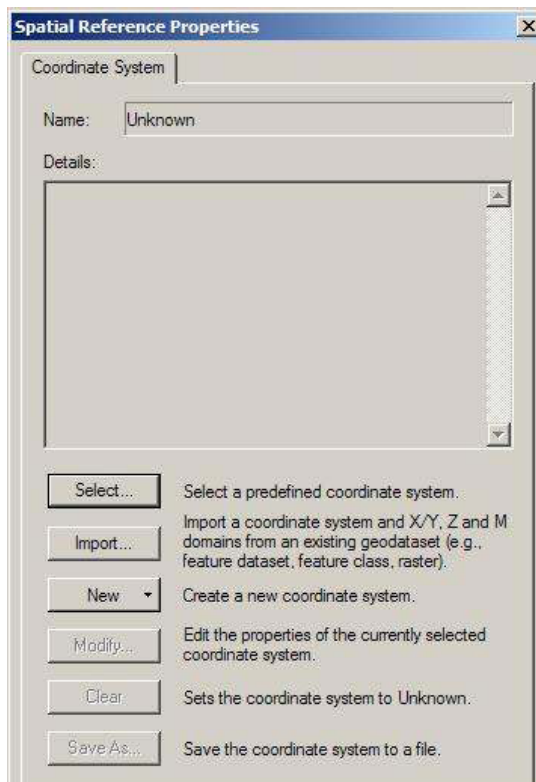 Spatial Reference Properties
Coordinate System
Name: Unknown
Details:
Select... Select a predefined coordinate system.
Import a coordinate system and X/Y, Z and M
Import... domains from an existing geodataset (e.g.,
feature dataset, feature class, raster).
New Create a new coordinate system.
Modify... Edit the properties of the currently selected
coordinate system.
Clear Sets the coordinate system to Unknown.
Save As... Save the coordinate system to a file.